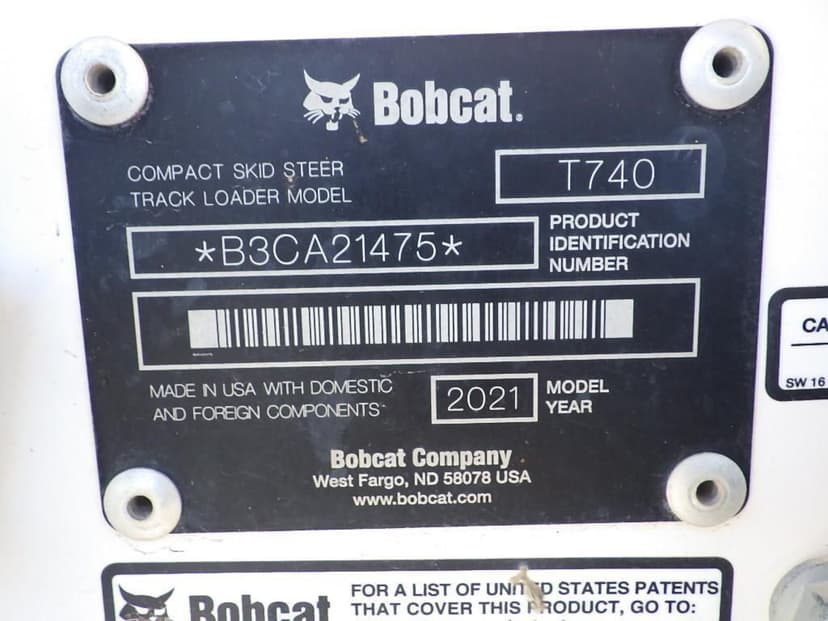 Bobcat®
COMPACT SKID STEER
TRACK LOADER MODEL
T740
*B3CA21475*
PRODUCT
IDENTIFICATION
NUMBER
MADE IN USA WITH DOMESTIC
AND FOREIGN COMPONENTS
2021
MODEL
YEAR
Bobcat Company
West Fargo, ND 58078 USA
www.bobcat.com
CA
SW 16
Bobcat
FOR A LIST OF UNITED STATES PATENTS
THAT COVER THIS PRODUCT, GO TO: